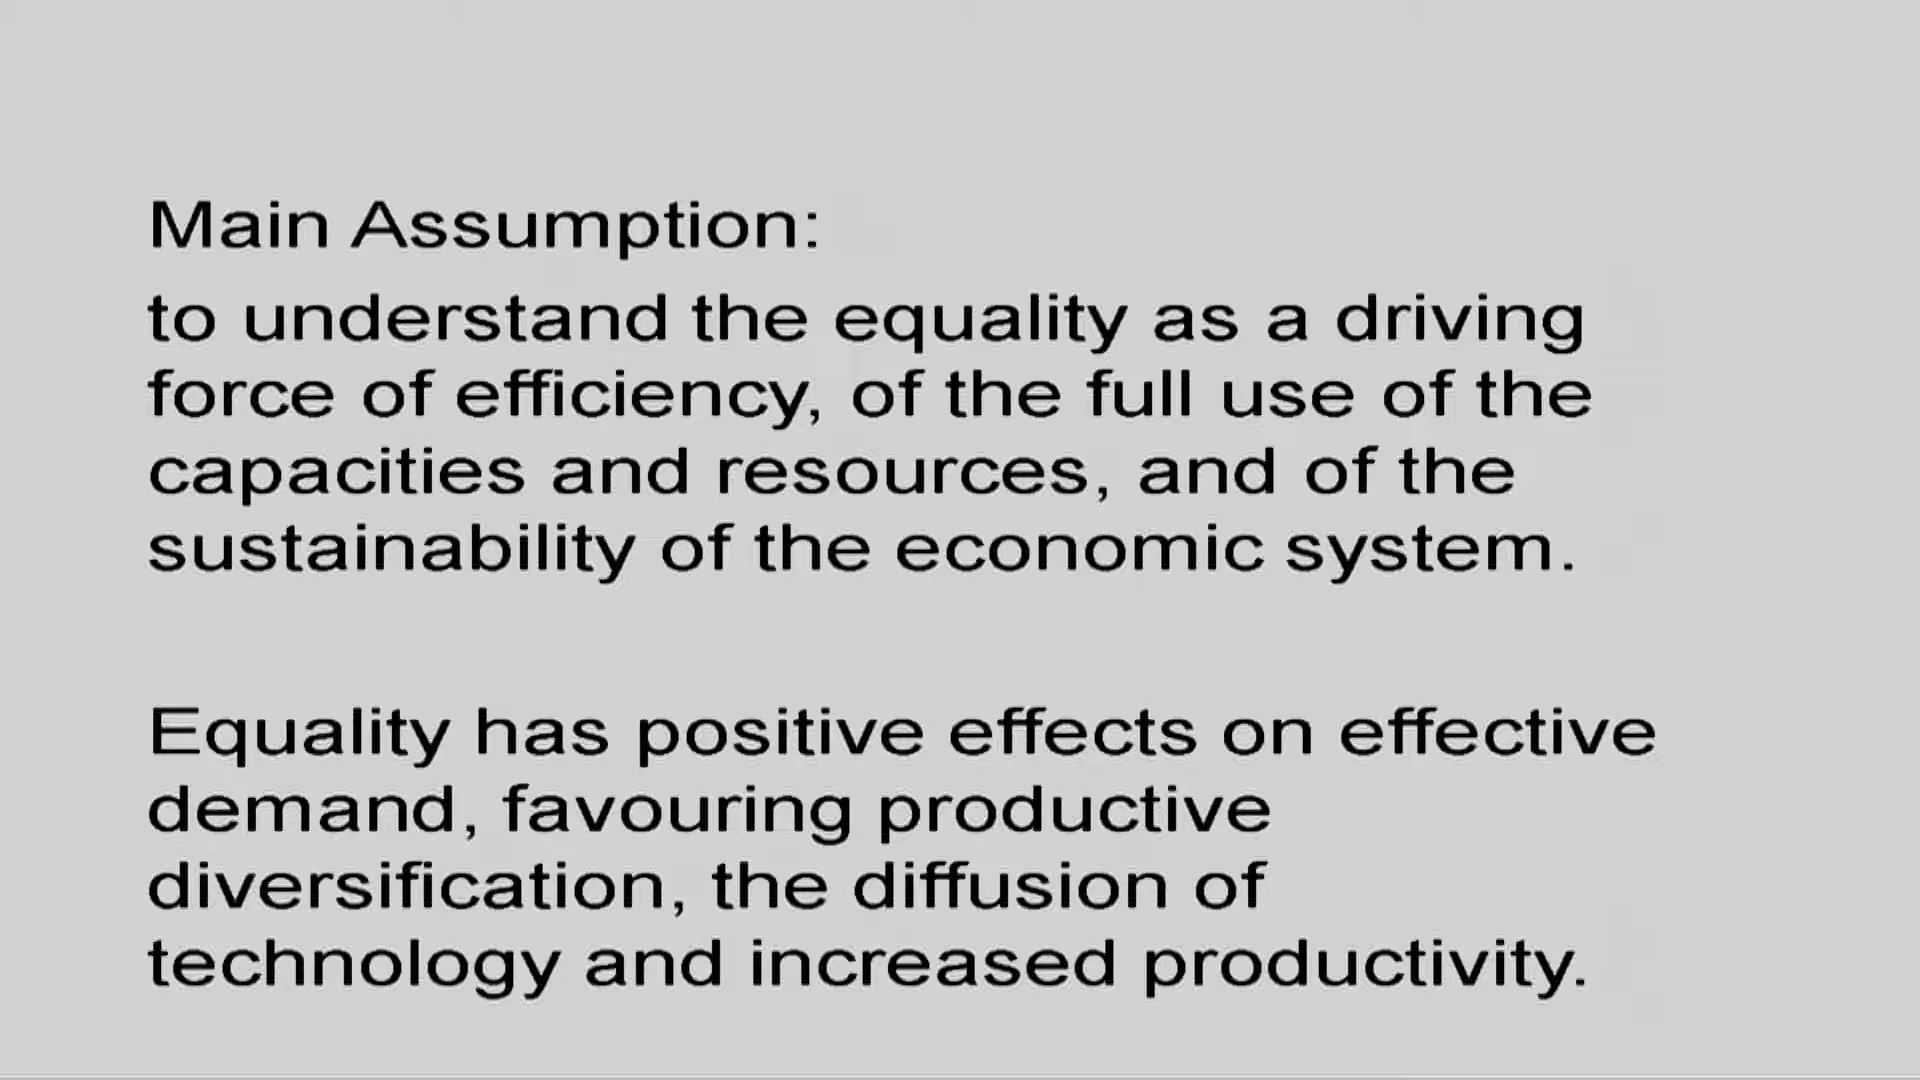 Main Assumption:
to understand the equality as a driving
force of efficiency, of the full use of the
capacities and resources, and of the
sustainability of the economic system.
Equality has positive effects on effective
demand, favouring productive
diversification, the diffusion of
technology and increased productivity.